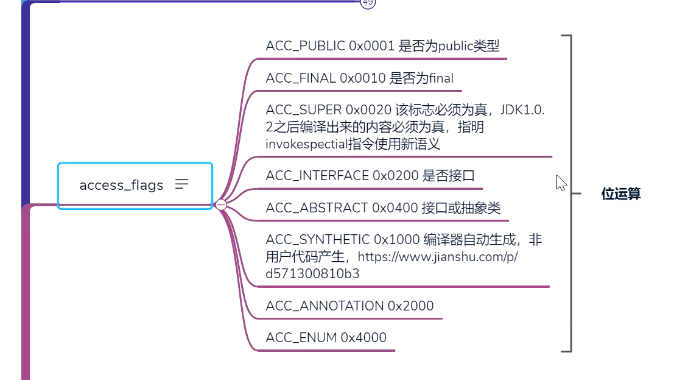 49
ACC_PUBLIC 0x0001 是否为public类型
ACC_FINAL 0x0010 是否为final
ACC_SUPER 0x0020 该标志必须为真，JDK1.0.
2之后编译出来的内容必须为真，指明
invokespectial指令使用新语义
access_flags
ACC_INTERFACE 0x0200 是否接口
ACC_ABSTRACT 0x0400 接口或抽象类
位运算
ACC_SYNTHETIC 0x1000 编译器自动生成，非
用户代码产生，https://www.jianshu.com/p/
d571300810b3
ACC_ANNOTATION 0x2000
ACC_ENUM 0x4000